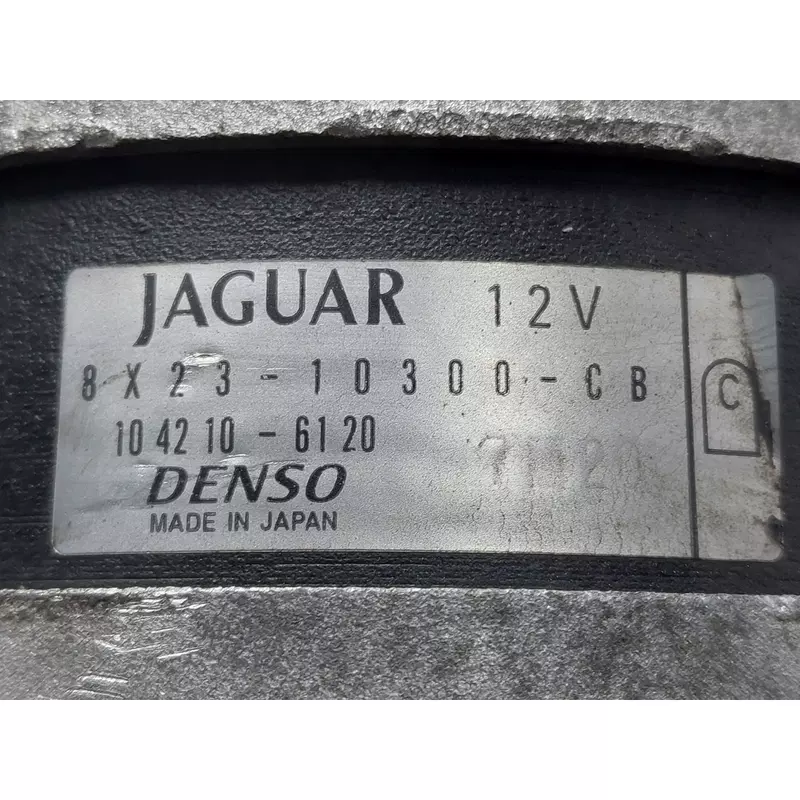 JAGUAR 12V
8X23-10300-CB
104210-6120
DENSO
MADE IN JAPAN
C